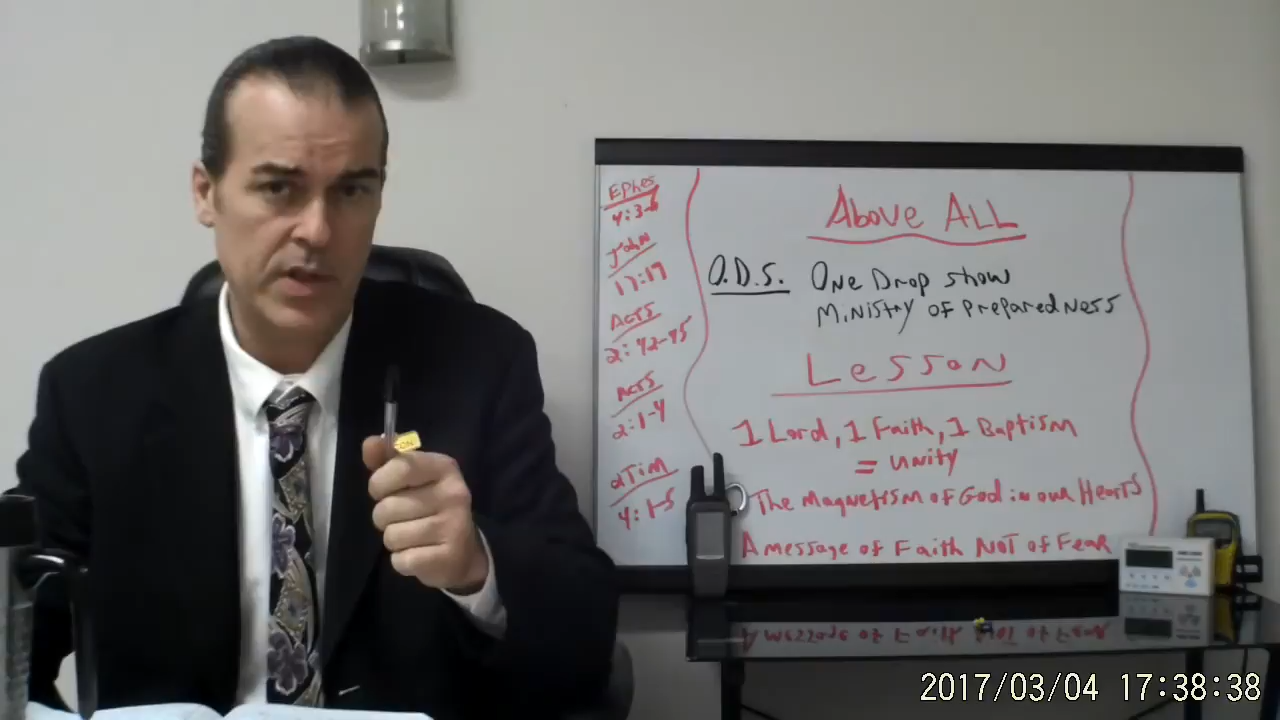 Ephes
4:3-6
John
17:17
ACTS
2:42-45
ACTS
2:1-4
2Tim
4:1-5
Above ALL
O.D.S. One Drop show
Ministry of Preparedness
Lesson
1 Lord, 1 Faith, 1 Baptism
= unity
The Magnetism of God in our Hearts
A message of Faith NOT of Fear
2017/03/04 17:38:38